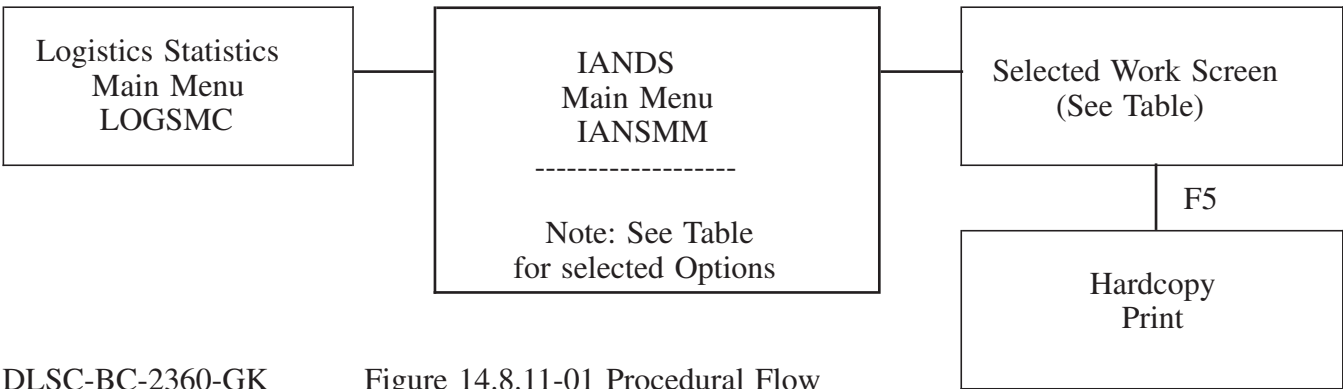 Logistics Statistics
Main Menu
LOGSMC
IANDS
Main Menu
IANSMM
-------------------
Note: See Table
for selected Options
Selected Work Screen
(See Table)
F5
Hardcopy
Print
DLSC-BC-2360-GK Figure 14.8.11-01 Procedural Flow